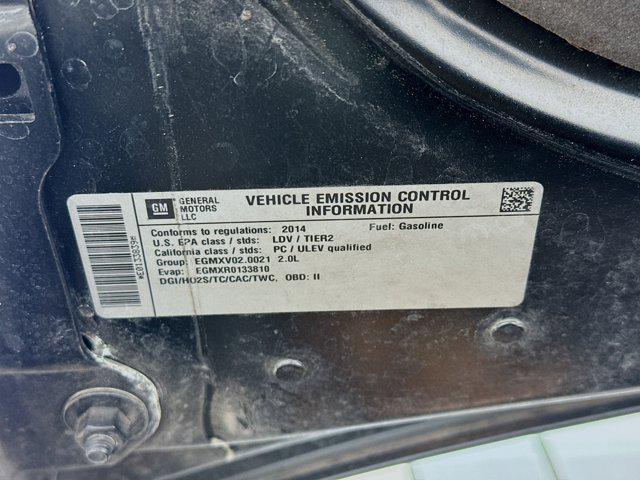 GM
GENERAL MOTORS LLC
VEHICLE EMISSION CONTROL INFORMATION
Conforms to regulations: 2014 Fuel: Gasoline
U.S. EPA class / stds: LDV / TIER2
California class / stds: PC / ULEV qualified
Group: EGMXV02.0021 2.0L
Evap: EGMXR0133810
DGI/HO2S/TC/CAC/TWC, OBD: II